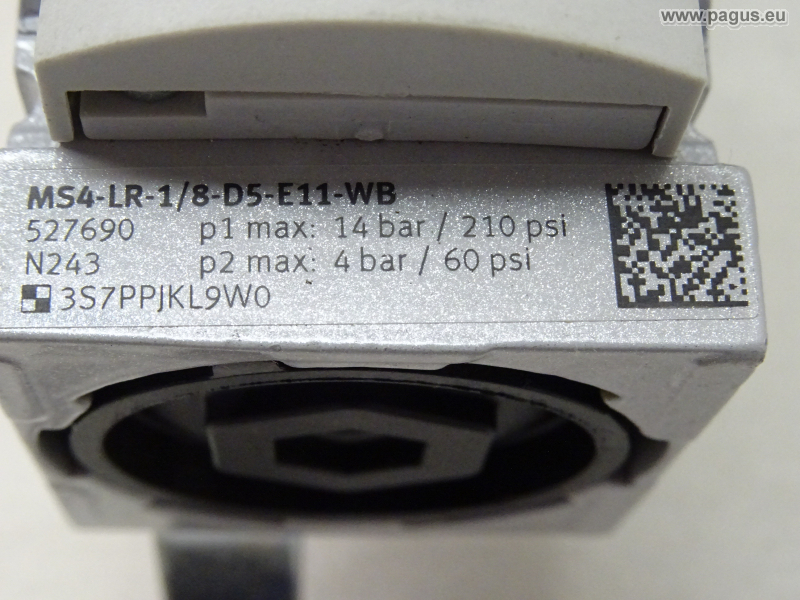 www.pagus.eu
MS4-LR-1/8-D5-E11-WB
527690 p1 max: 14 bar / 210 psi
N243 p2 max: 4 bar / 60 psi
3S7PPJKL9W0